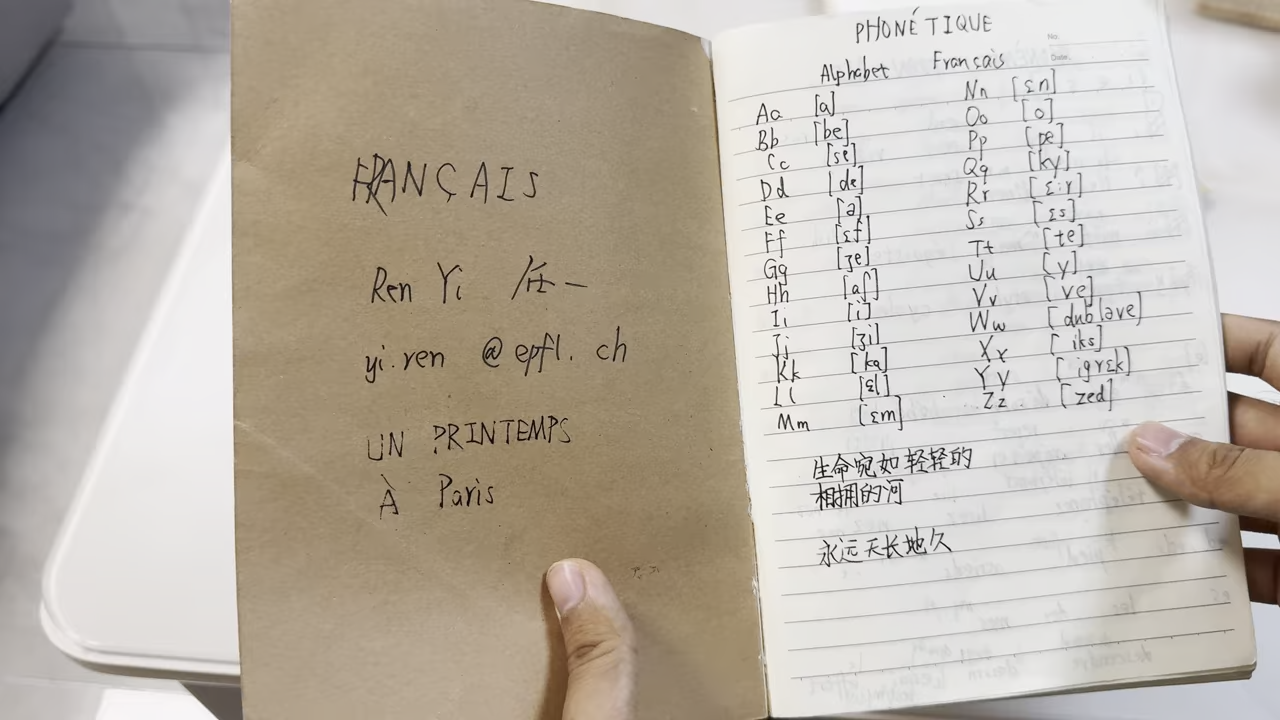 FRANÇAIS
Ren Yi 任一
yi.ren @epfl.ch
UN PRINTEMPS
À Paris
PHONÉTIQUE
No.
Date.
Alphabet Français
Aa [a] Nn [ɛn]
Bb [be] Oo [o]
Cc [se] Pp [pe]
Dd [de] Qq [ky]
Ee [ə] Rr [ɛ:r]
Ff [ɛf] Ss [ɛs]
Gg [ʒe] Tt [te]
Hh [aʃ] Uu [y]
Ii [i] Vv [ve]
Jj [ʒi] Ww [dubləve]
Kk [ka] Xx [iks]
Ll [ɛl] Yy [igrɛk]
Mm [ɛm] Zz [zed]
生命宛如轻轻的
相拥的河
永远天长地久